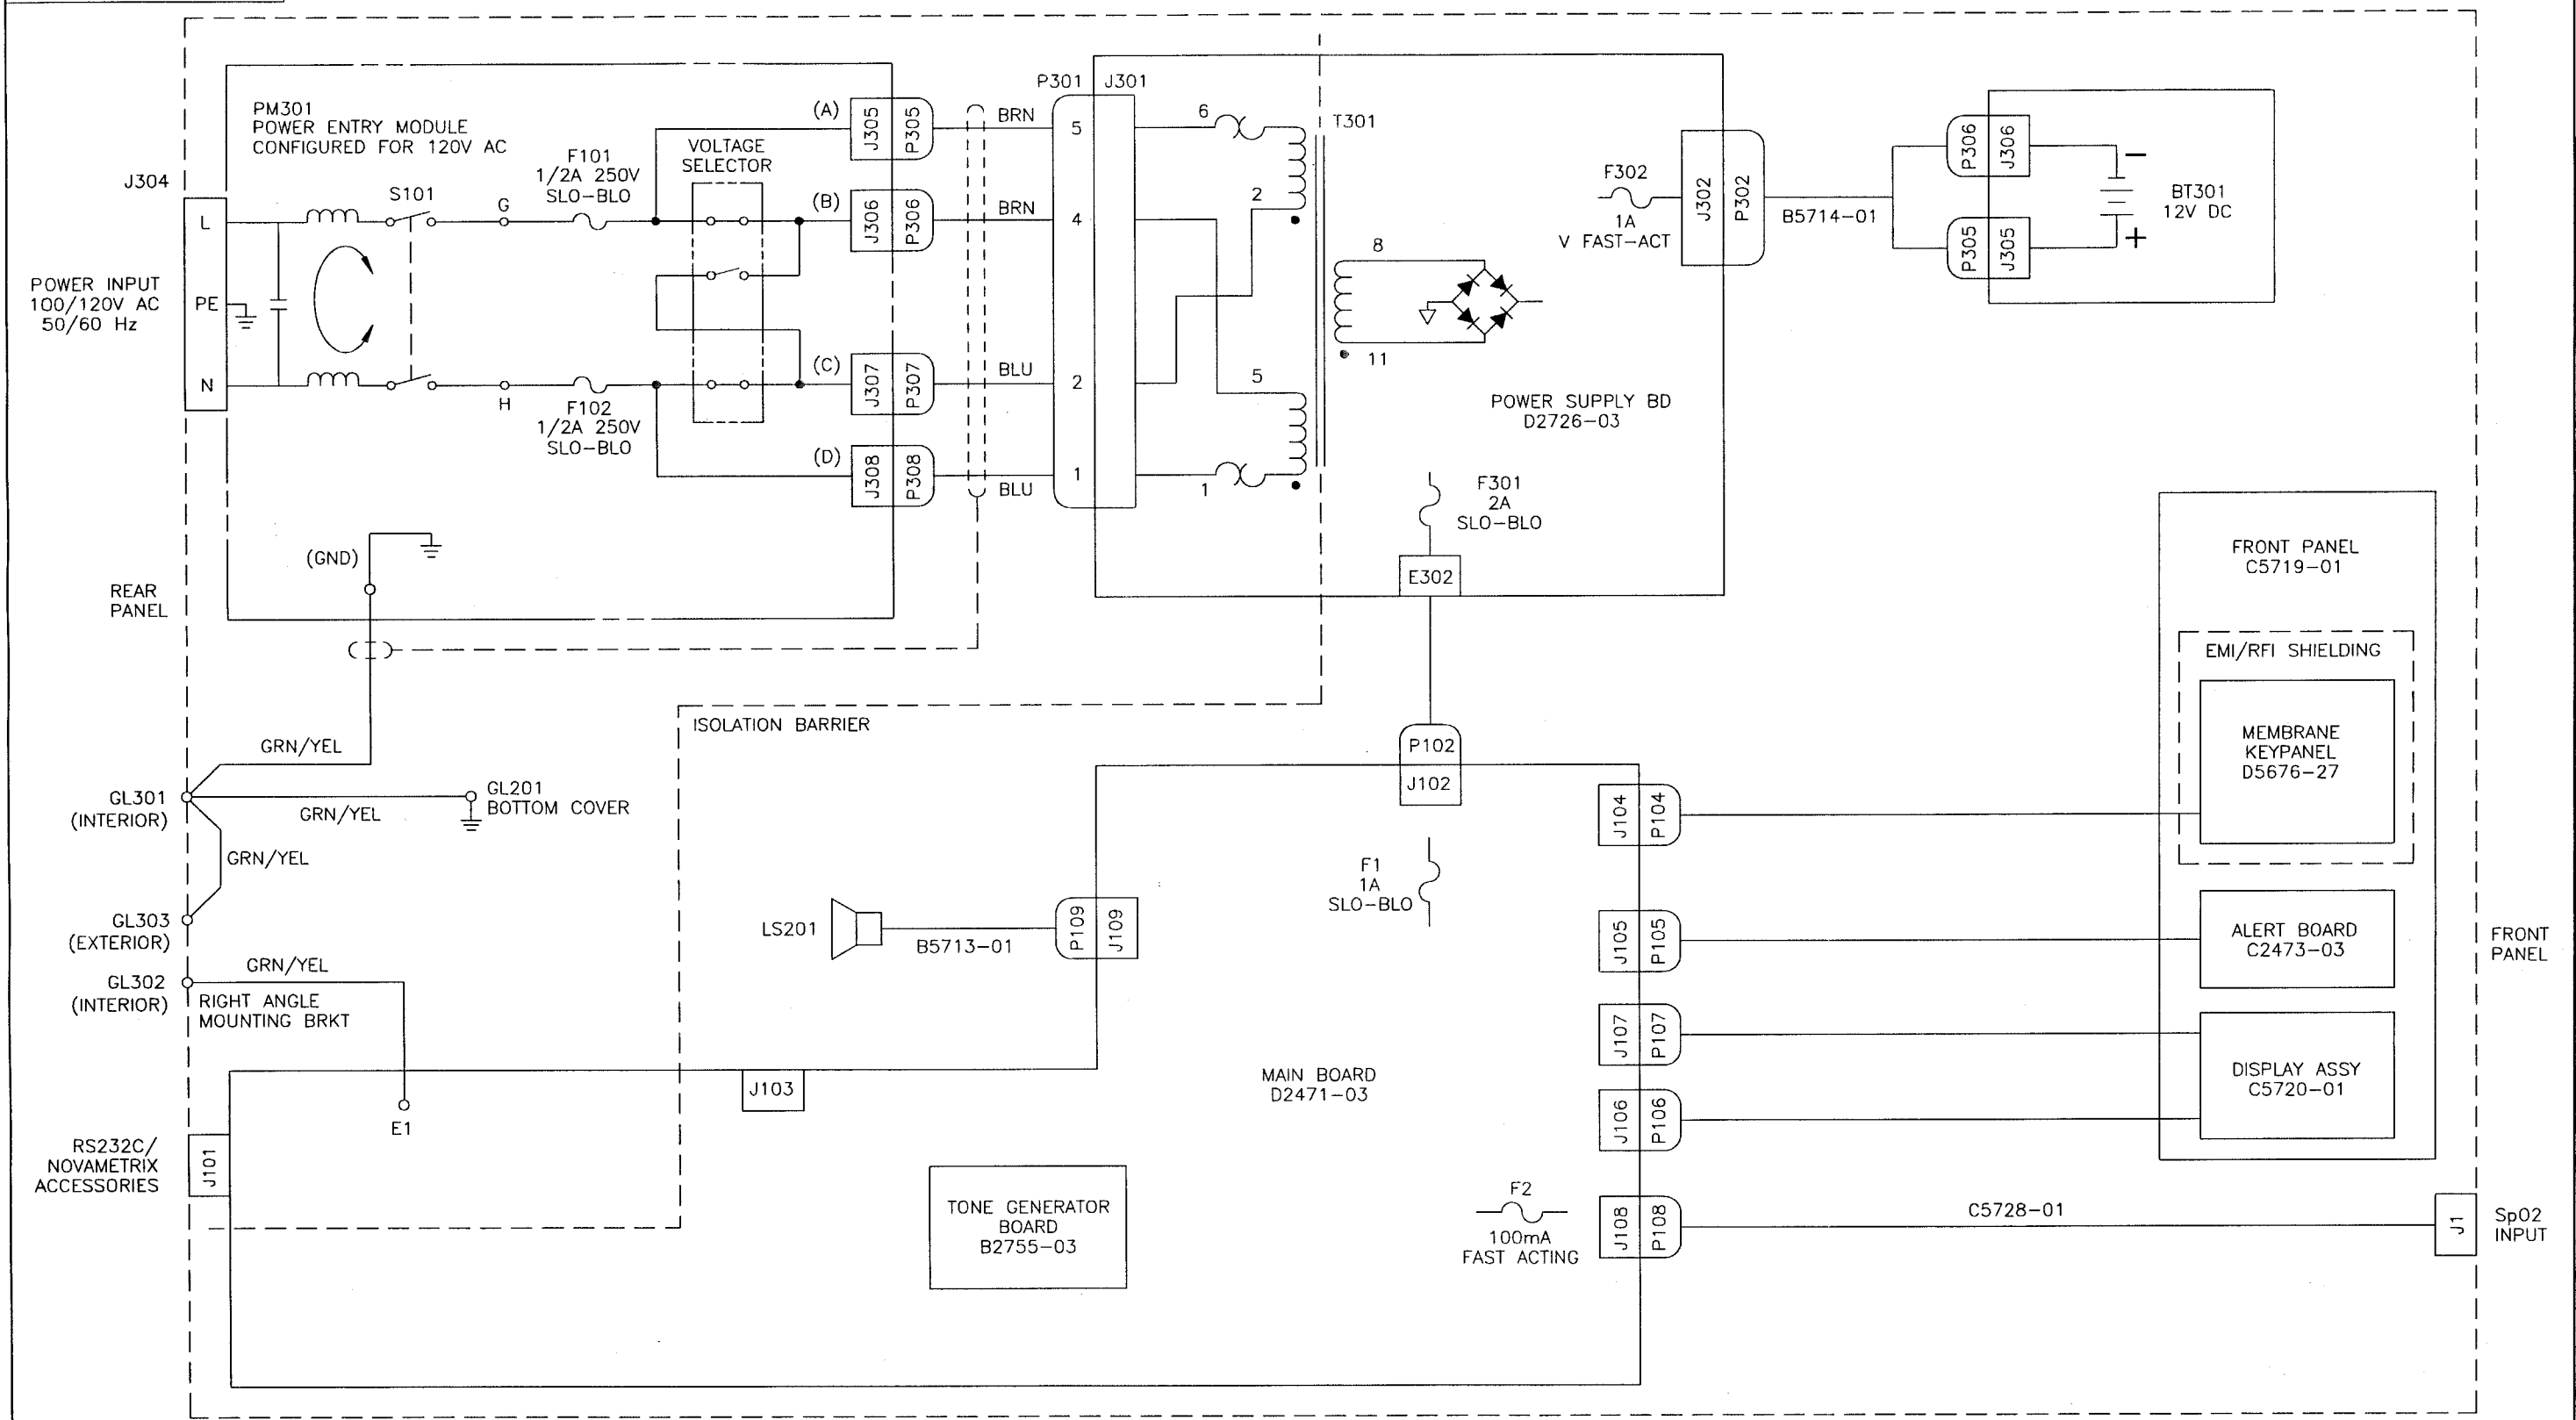 PM301
POWER ENTRY MODULE
CONFIGURED FOR 120V AC
J304
L
PE
N
POWER INPUT
100/120V AC
50/60 Hz
S101
G
H
F101
1/2A 250V
SLO-BLO
F102
1/2A 250V
SLO-BLO
VOLTAGE
SELECTOR
(A)
J305
P305
(B)
J306
P306
(C)
J307
P307
(D)
J308
P308
BRN
BRN
BLU
BLU
P301
J301
5
4
2
1
6
2
5
1
T301
8
11
F302
1A
V FAST-ACT
J302
P302
B5714-01
P306
J306
P305
J305
−
+
BT301
12V DC
POWER SUPPLY BD
D2726-03
F301
2A
SLO-BLO
E302
(GND)
REAR
PANEL
ISOLATION BARRIER
GRN/YEL
GL301
(INTERIOR)
GRN/YEL
GL201
BOTTOM COVER
GRN/YEL
GL303
(EXTERIOR)
GL302
(INTERIOR)
GRN/YEL
RIGHT ANGLE
MOUNTING BRKT
E1
J103
RS232C/
NOVAMETRIX
ACCESSORIES
J101
LS201
B5713-01
P109
J109
P102
J102
F1
1A
SLO-BLO
MAIN BOARD
D2471-03
TONE GENERATOR
BOARD
B2755-03
F2
100mA
FAST ACTING
J104
P104
J105
P105
J107
P107
J106
P106
J108
P108
C5728-01
FRONT PANEL
C5719-01
EMI/RFI SHIELDING
MEMBRANE
KEYPANEL
D5676-27
ALERT BOARD
C2473-03
DISPLAY ASSY
C5720-01
FRONT
PANEL
J1
SpO2
INPUT